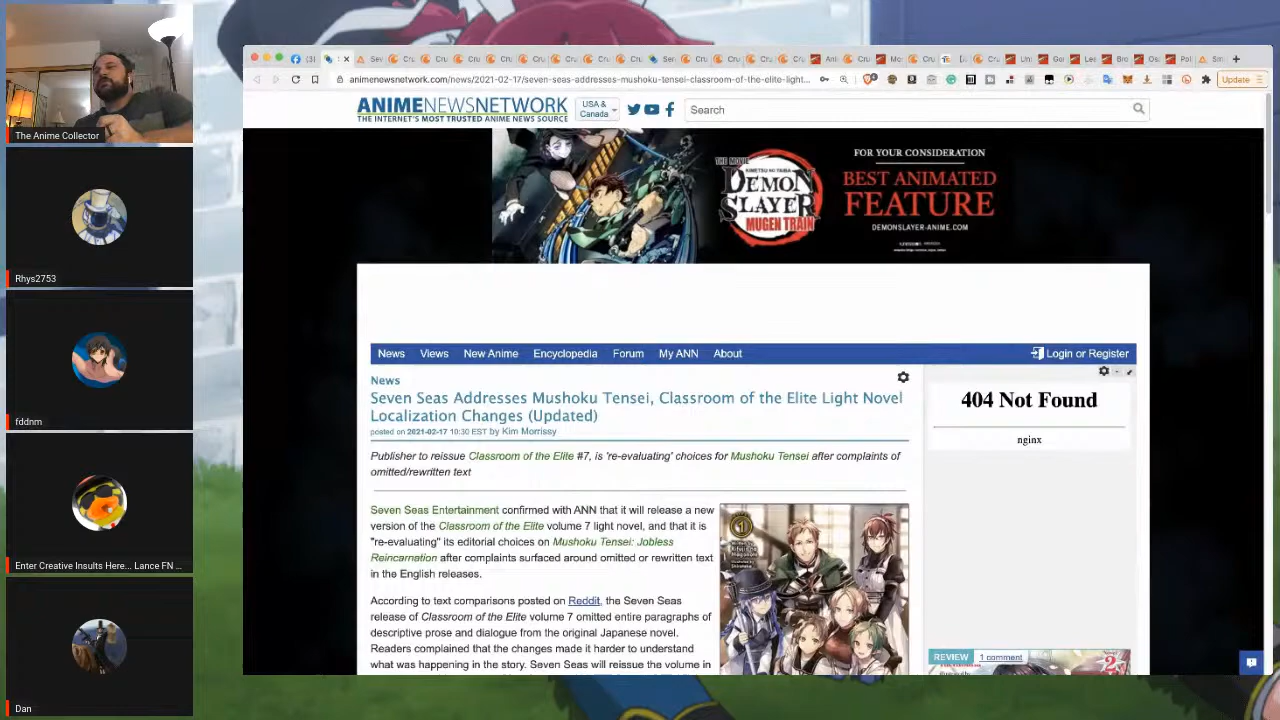 The Anime Collector
Rhys2753
fddnm
Enter Creative Insults Here... Lance FN ...
Dan
animenewsnetwork.com/news/2021-02-17/seven-seas-addresses-mushoku-tensei-classroom-of-the-elite-light...
Update
ANIMENEWSNETWORK
THE INTERNET'S MOST TRUSTED ANIME NEWS SOURCE
USA &
Canada
Search
THE MOVIE
KIMETSU NO YAIBA
DEMON
SLAYER
MUGEN TRAIN
FOR YOUR CONSIDERATION
BEST ANIMATED
FEATURE
DEMONSLAYER-ANIME.COM
News Views New Anime Encyclopedia Forum My ANN About
Login or Register
News
Seven Seas Addresses Mushoku Tensei, Classroom of the Elite Light Novel
Localization Changes (Updated)
posted on 2021-02-17 10:30 EST by Kim Morrissy
Publisher to reissue Classroom of the Elite #7, is 're-evaluating' choices for Mushoku Tensei after complaints of
omitted/rewritten text
Seven Seas Entertainment confirmed with ANN that it will release a new
version of the Classroom of the Elite volume 7 light novel, and that it is
"re-evaluating" its editorial choices on Mushoku Tensei: Jobless
Reincarnation after complaints surfaced around omitted or rewritten text
in the English releases.
According to text comparisons posted on Reddit, the Seven Seas
release of Classroom of the Elite volume 7 omitted entire paragraphs of
descriptive prose and dialogue from the original Japanese novel.
Readers complained that the changes made it harder to understand
what was happening in the story. Seven Seas will reissue the volume in
404 Not Found
nginx
REVIEW 1 comment